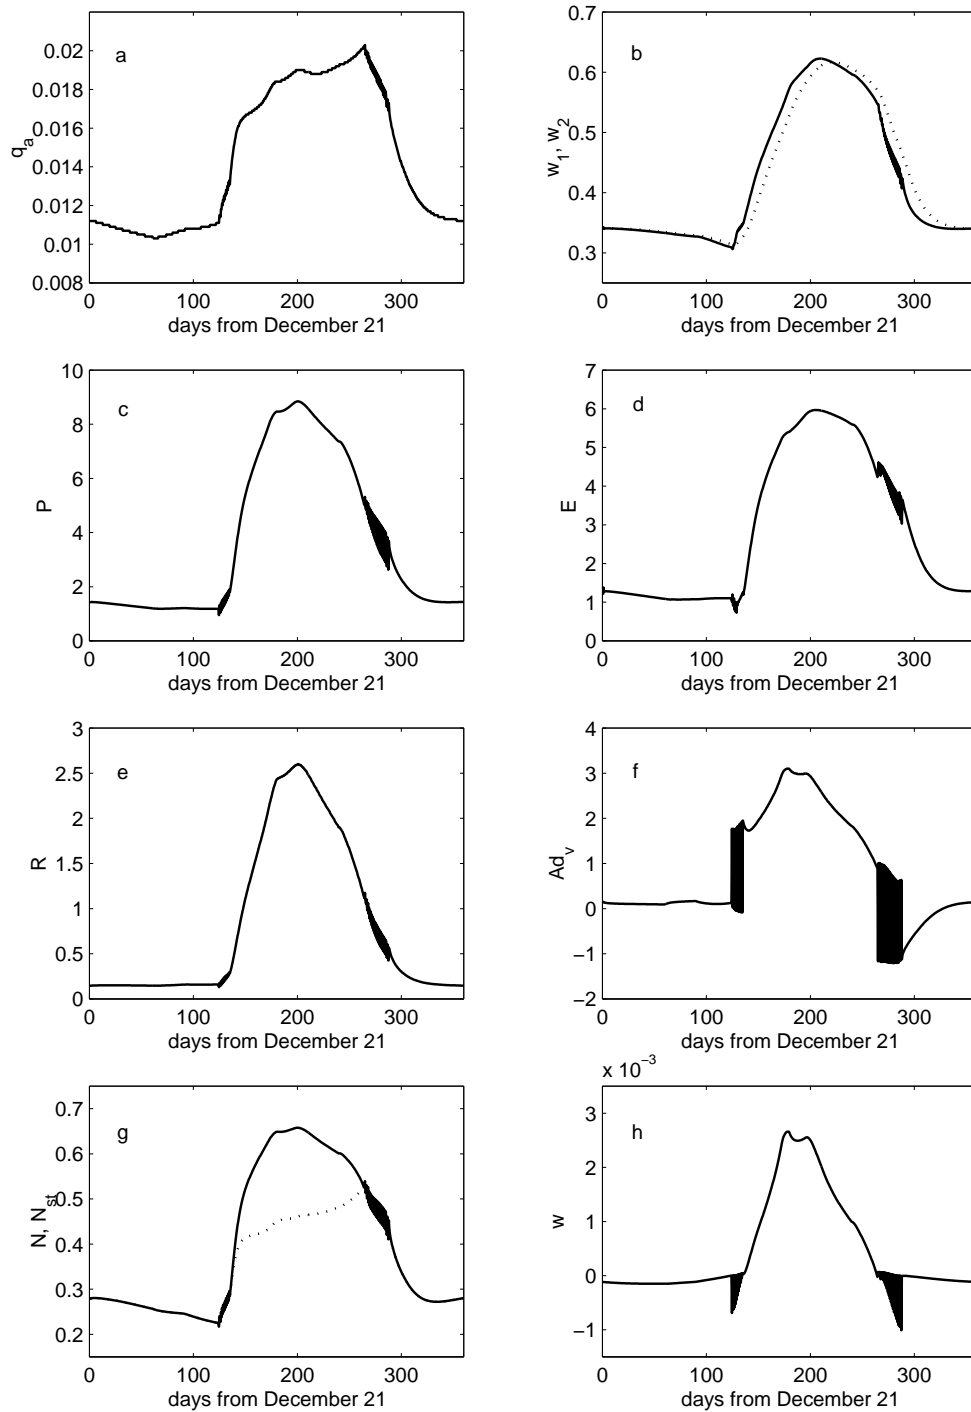 a
0.02
0.018
0.016
0.014
0.012
0.01
0.008
q_a
0 100 200 300
days from December 21
b
0.7
0.6
0.5
0.4
0.3
w_1, w_2
0 100 200 300
days from December 21
c
10
8
6
4
2
0
P
0 100 200 300
days from December 21
d
7
6
5
4
3
2
1
0
E
0 100 200 300
days from December 21
e
3
2.5
2
1.5
1
0.5
0
R
0 100 200 300
days from December 21
f
4
3
2
1
0
−1
−2
Ad_v
0 100 200 300
days from December 21
g
0.7
0.6
0.5
0.4
0.3
0.2
N, N_st
0 100 200 300
days from December 21
x 10^−3
h
3
2
1
0
−1
w
0 100 200 300
days from December 21